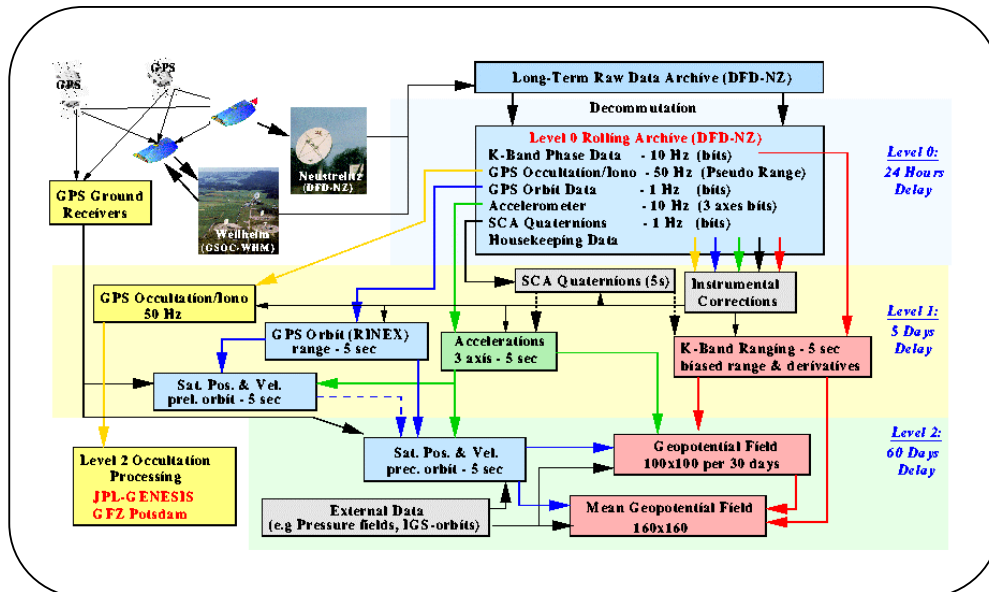 GPS
GPS
Long-Term Raw Data Archive (DFD-NZ)
Decommutation
Level 0 Rolling Archive (DFD-NZ)
K-Band Phase Data - 10 Hz (bits)
GPS Occultation/Iono - 50 Hz (Pseudo Range)
GPS Orbit Data - 1 Hz (bits)
Accelerometer - 10 Hz (3 axes bits)
SCA Quaternions - 1 Hz (bits)
Housekeeping Data
Level 0:
24 Hours
Delay
Neustrelitz
(DFD-NZ)
GPS Ground
Receivers
Weilheim
(GSOC-WHM)
SCA Quaternions (5s)
Instrumental
Corrections
GPS Occultation/Iono
50 Hz
Level 1:
5 Days
Delay
GPS Orbit (RINEX)
range - 5 sec
Accelerations
3 axis - 5 sec
K-Band Ranging - 5 sec
biased range & derivatives
Sat. Pos. & Vel.
prel. orbit - 5 sec
Level 2:
60 Days
Delay
Sat. Pos. & Vel.
prec. orbit - 5 sec
Geopotential Field
100x100 per 30 days
Level 2 Occultation
Processing
JPL-GENESIS
GFZ Potsdam
External Data
(e.g Pressure fields, IGS-orbits)
Mean Geopotential Field
160x160